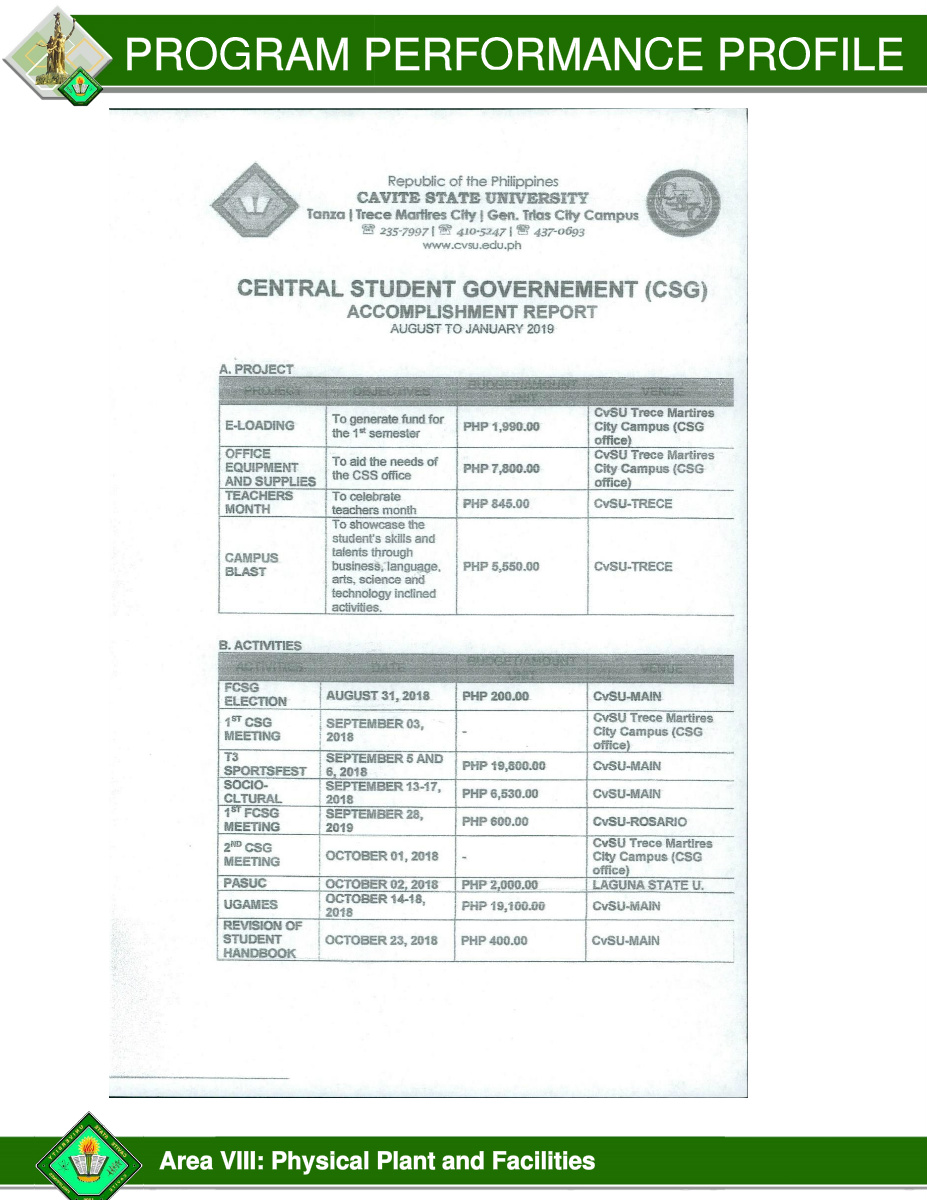 PROGRAM PERFORMANCE PROFILE
Republic of the Philippines
CAVITE STATE UNIVERSITY
Tanza | Trece Martires City | Gen. Trias City Campus
☏ 235-7997 | ☏ 410-5247 | ☏ 437-0693
www.cvsu.edu.ph
CENTRAL STUDENT GOVERNEMENT (CSG)
ACCOMPLISHMENT REPORT
AUGUST TO JANUARY 2019
A. PROJECT
PROJECT OBJECTIVES BUDGET/AMOUNT UNIT VENUE
E-LOADING To generate fund for the 1st semester PHP 1,990.00 CvSU Trece Martires City Campus (CSG office)
OFFICE EQUIPMENT AND SUPPLIES To aid the needs of the CSS office PHP 7,800.00 CvSU Trece Martires City Campus (CSG office)
TEACHERS MONTH To celebrate teachers month PHP 845.00 CvSU-TRECE
CAMPUS BLAST To showcase the student's skills and talents through business, language, arts, science and technology inclined activities. PHP 5,550.00 CvSU-TRECE
B. ACTIVITIES
ACTIVITIES DATE BUDGET/AMOUNT UNIT VENUE
FCSG ELECTION AUGUST 31, 2018 PHP 200.00 CvSU-MAIN
1ST CSG MEETING SEPTEMBER 03, 2018 - CvSU Trece Martires City Campus (CSG office)
T3 SPORTSFEST SEPTEMBER 5 AND 6, 2018 PHP 19,800.00 CvSU-MAIN
SOCIO-CLTURAL SEPTEMBER 13-17, 2018 PHP 6,530.00 CvSU-MAIN
1ST FCSG MEETING SEPTEMBER 28, 2019 PHP 600.00 CvSU-ROSARIO
2ND CSG MEETING OCTOBER 01, 2018 - CvSU Trece Martires City Campus (CSG office)
PASUC OCTOBER 02, 2018 PHP 2,000.00 LAGUNA STATE U.
UGAMES OCTOBER 14-18, 2018 PHP 19,100.00 CvSU-MAIN
REVISION OF STUDENT HANDBOOK OCTOBER 23, 2018 PHP 400.00 CvSU-MAIN
Area VIII: Physical Plant and Facilities